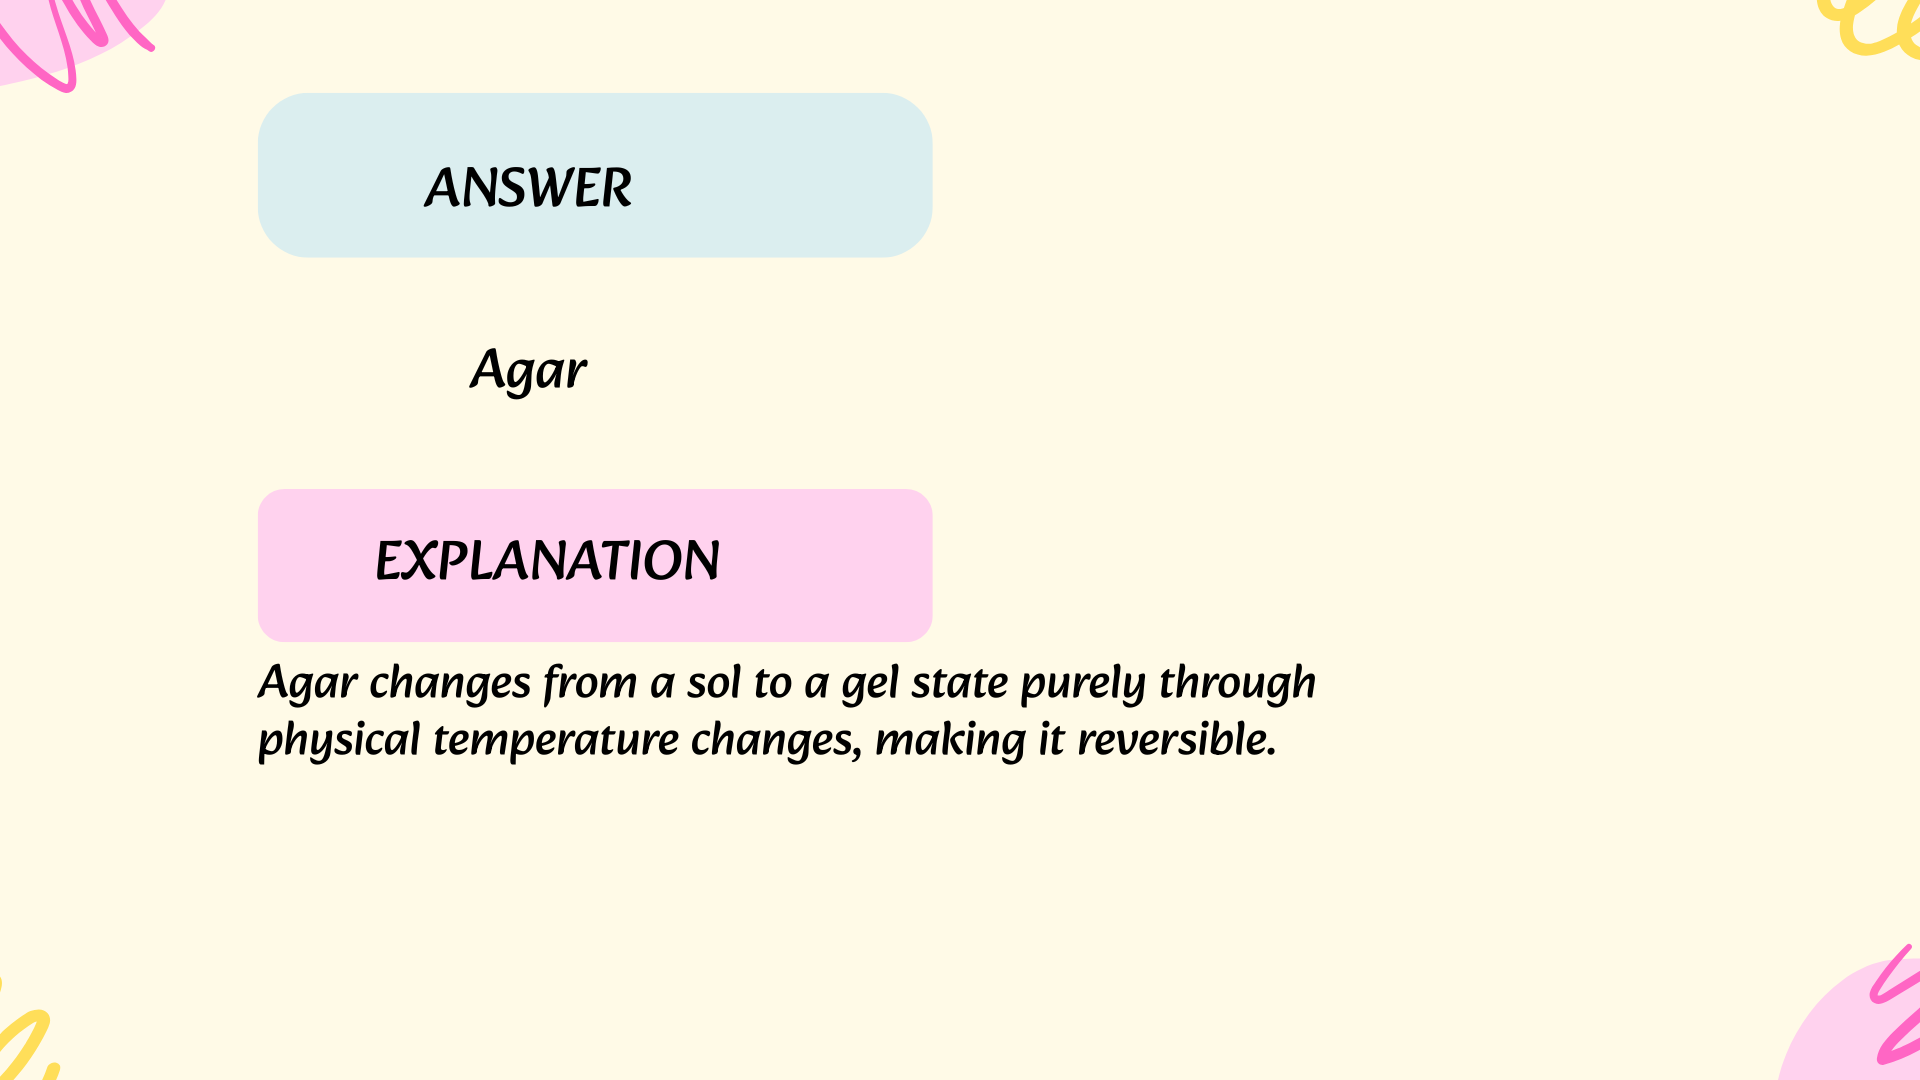 ANSWER
Agar
EXPLANATION
Agar changes from a sol to a gel state purely through
physical temperature changes, making it reversible.